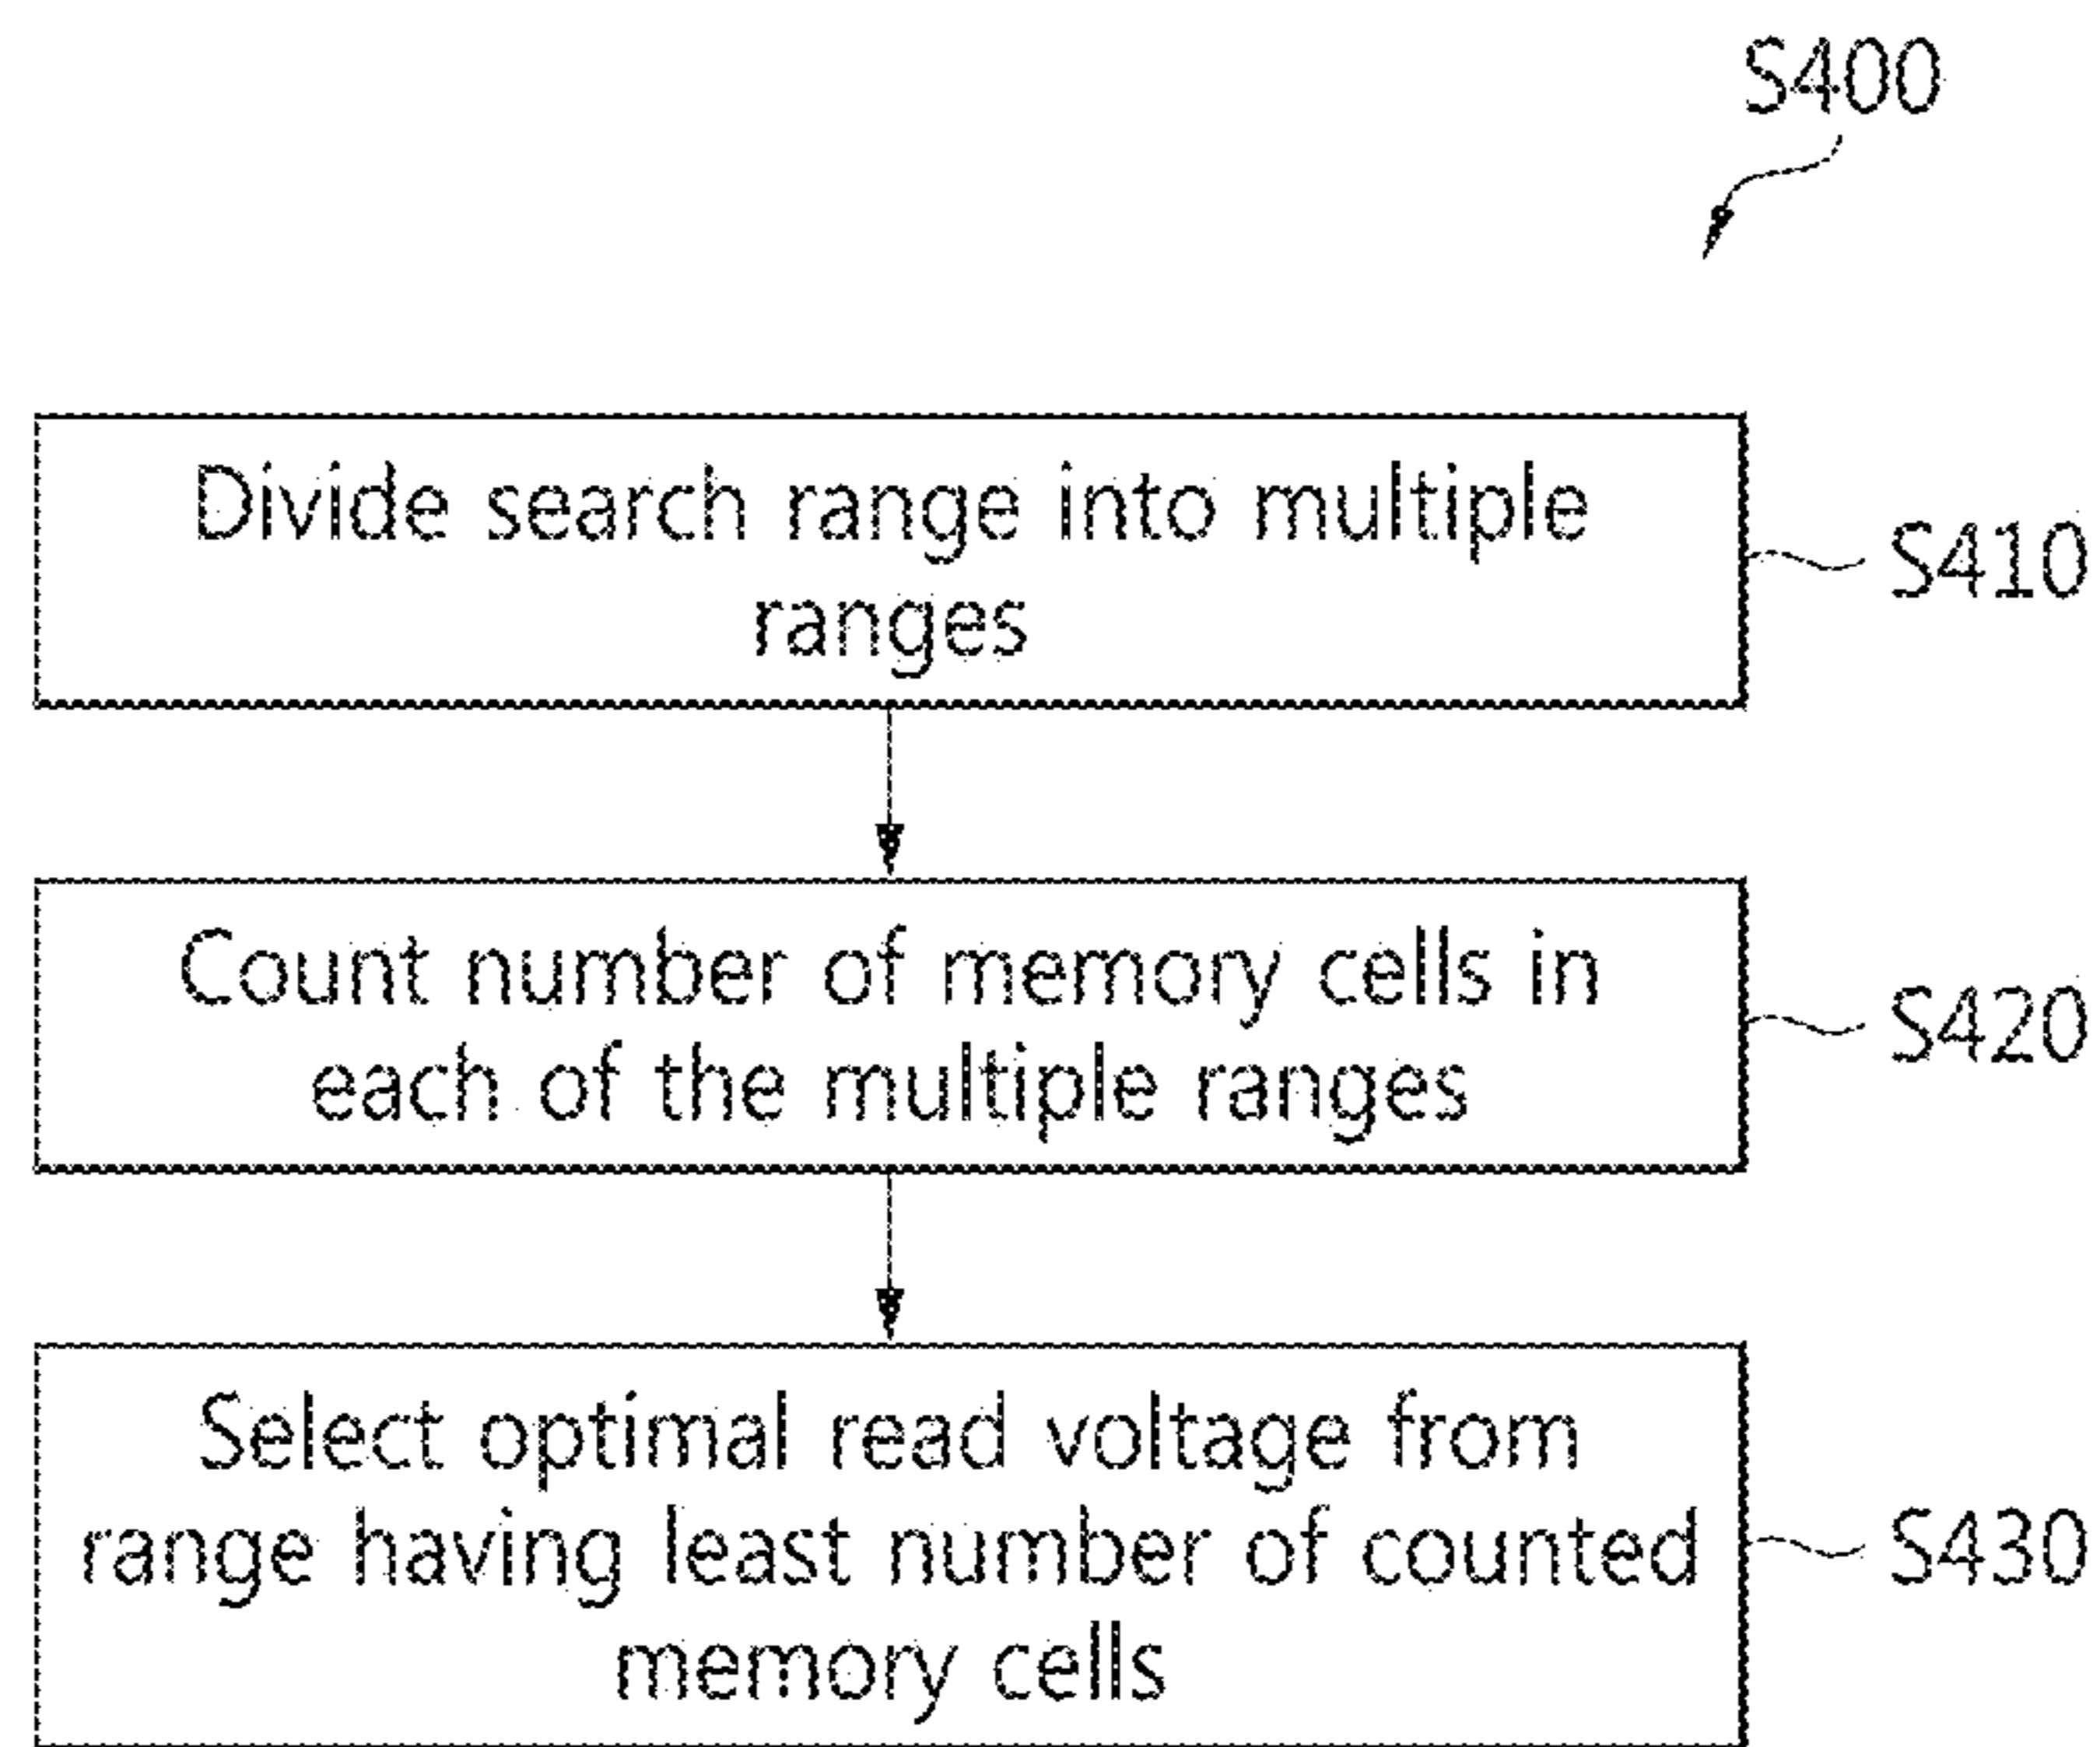 S400
Divide search range into multiple
ranges
S410
Count number of memory cells in
each of the multiple ranges
S420
Select optimal read voltage from
range having least number of counted
memory cells
S430